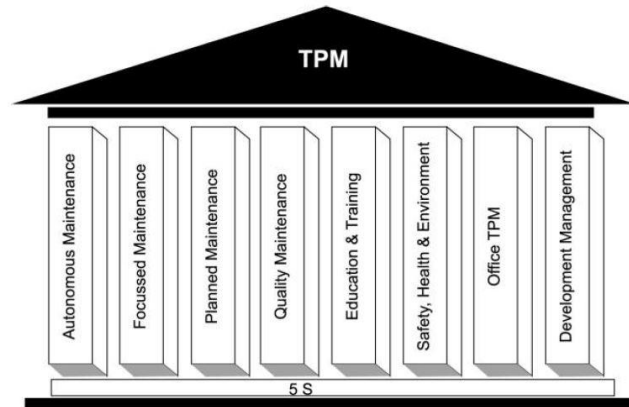 TPM
Autonomous Maintenance
Focussed Maintenance
Planned Maintenance
Quality Maintenance
Education & Training
Safety, Health & Environment
Office TPM
Development Management
5 S